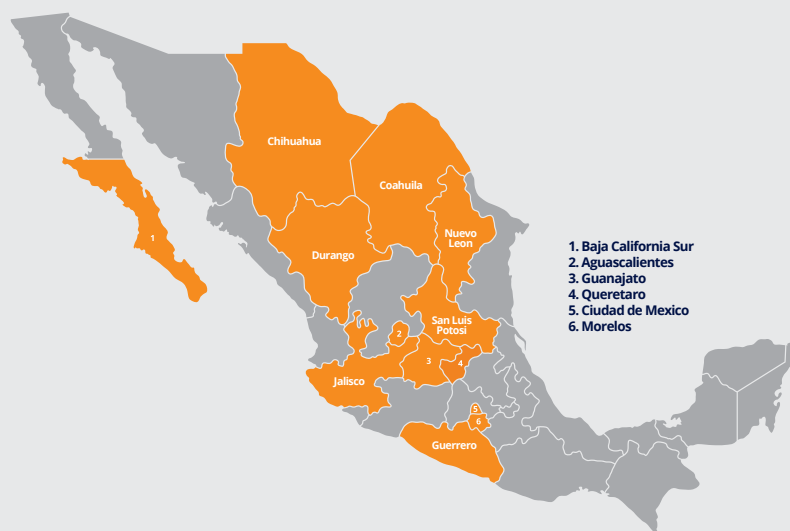 Chihuahua
Coahuila
Nuevo
Leon
Durango
1
San Luis
Potosí
2
3
4
Jalisco
5
6
Guerrero
1. Baja California Sur
2. Aguascalientes
3. Guanajato
4. Queretaro
5. Ciudad de Mexico
6. Morelos